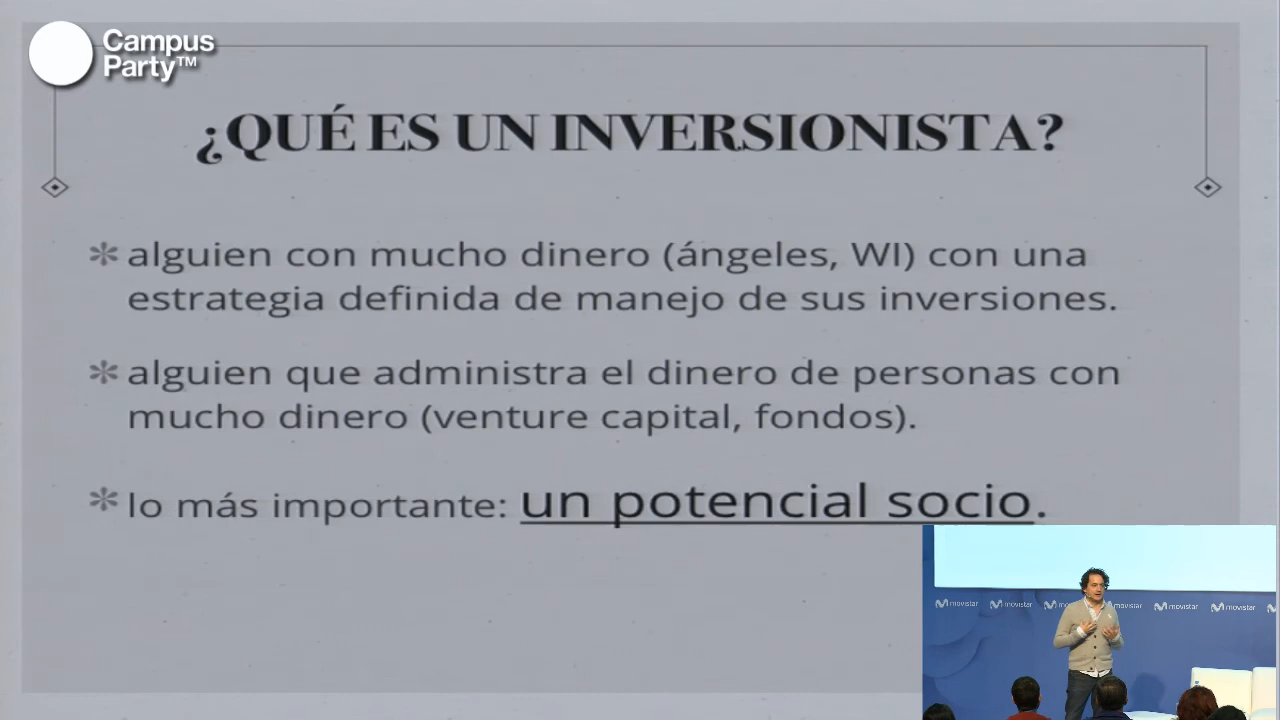 Campus
Party™
¿QUÉ ES UN INVERSIONISTA?
* alguien con mucho dinero (ángeles, WI) con una
estrategia definida de manejo de sus inversiones.
* alguien que administra el dinero de personas con
mucho dinero (venture capital, fondos).
* lo más importante: un potencial socio.
movistar movistar movistar movistar movistar